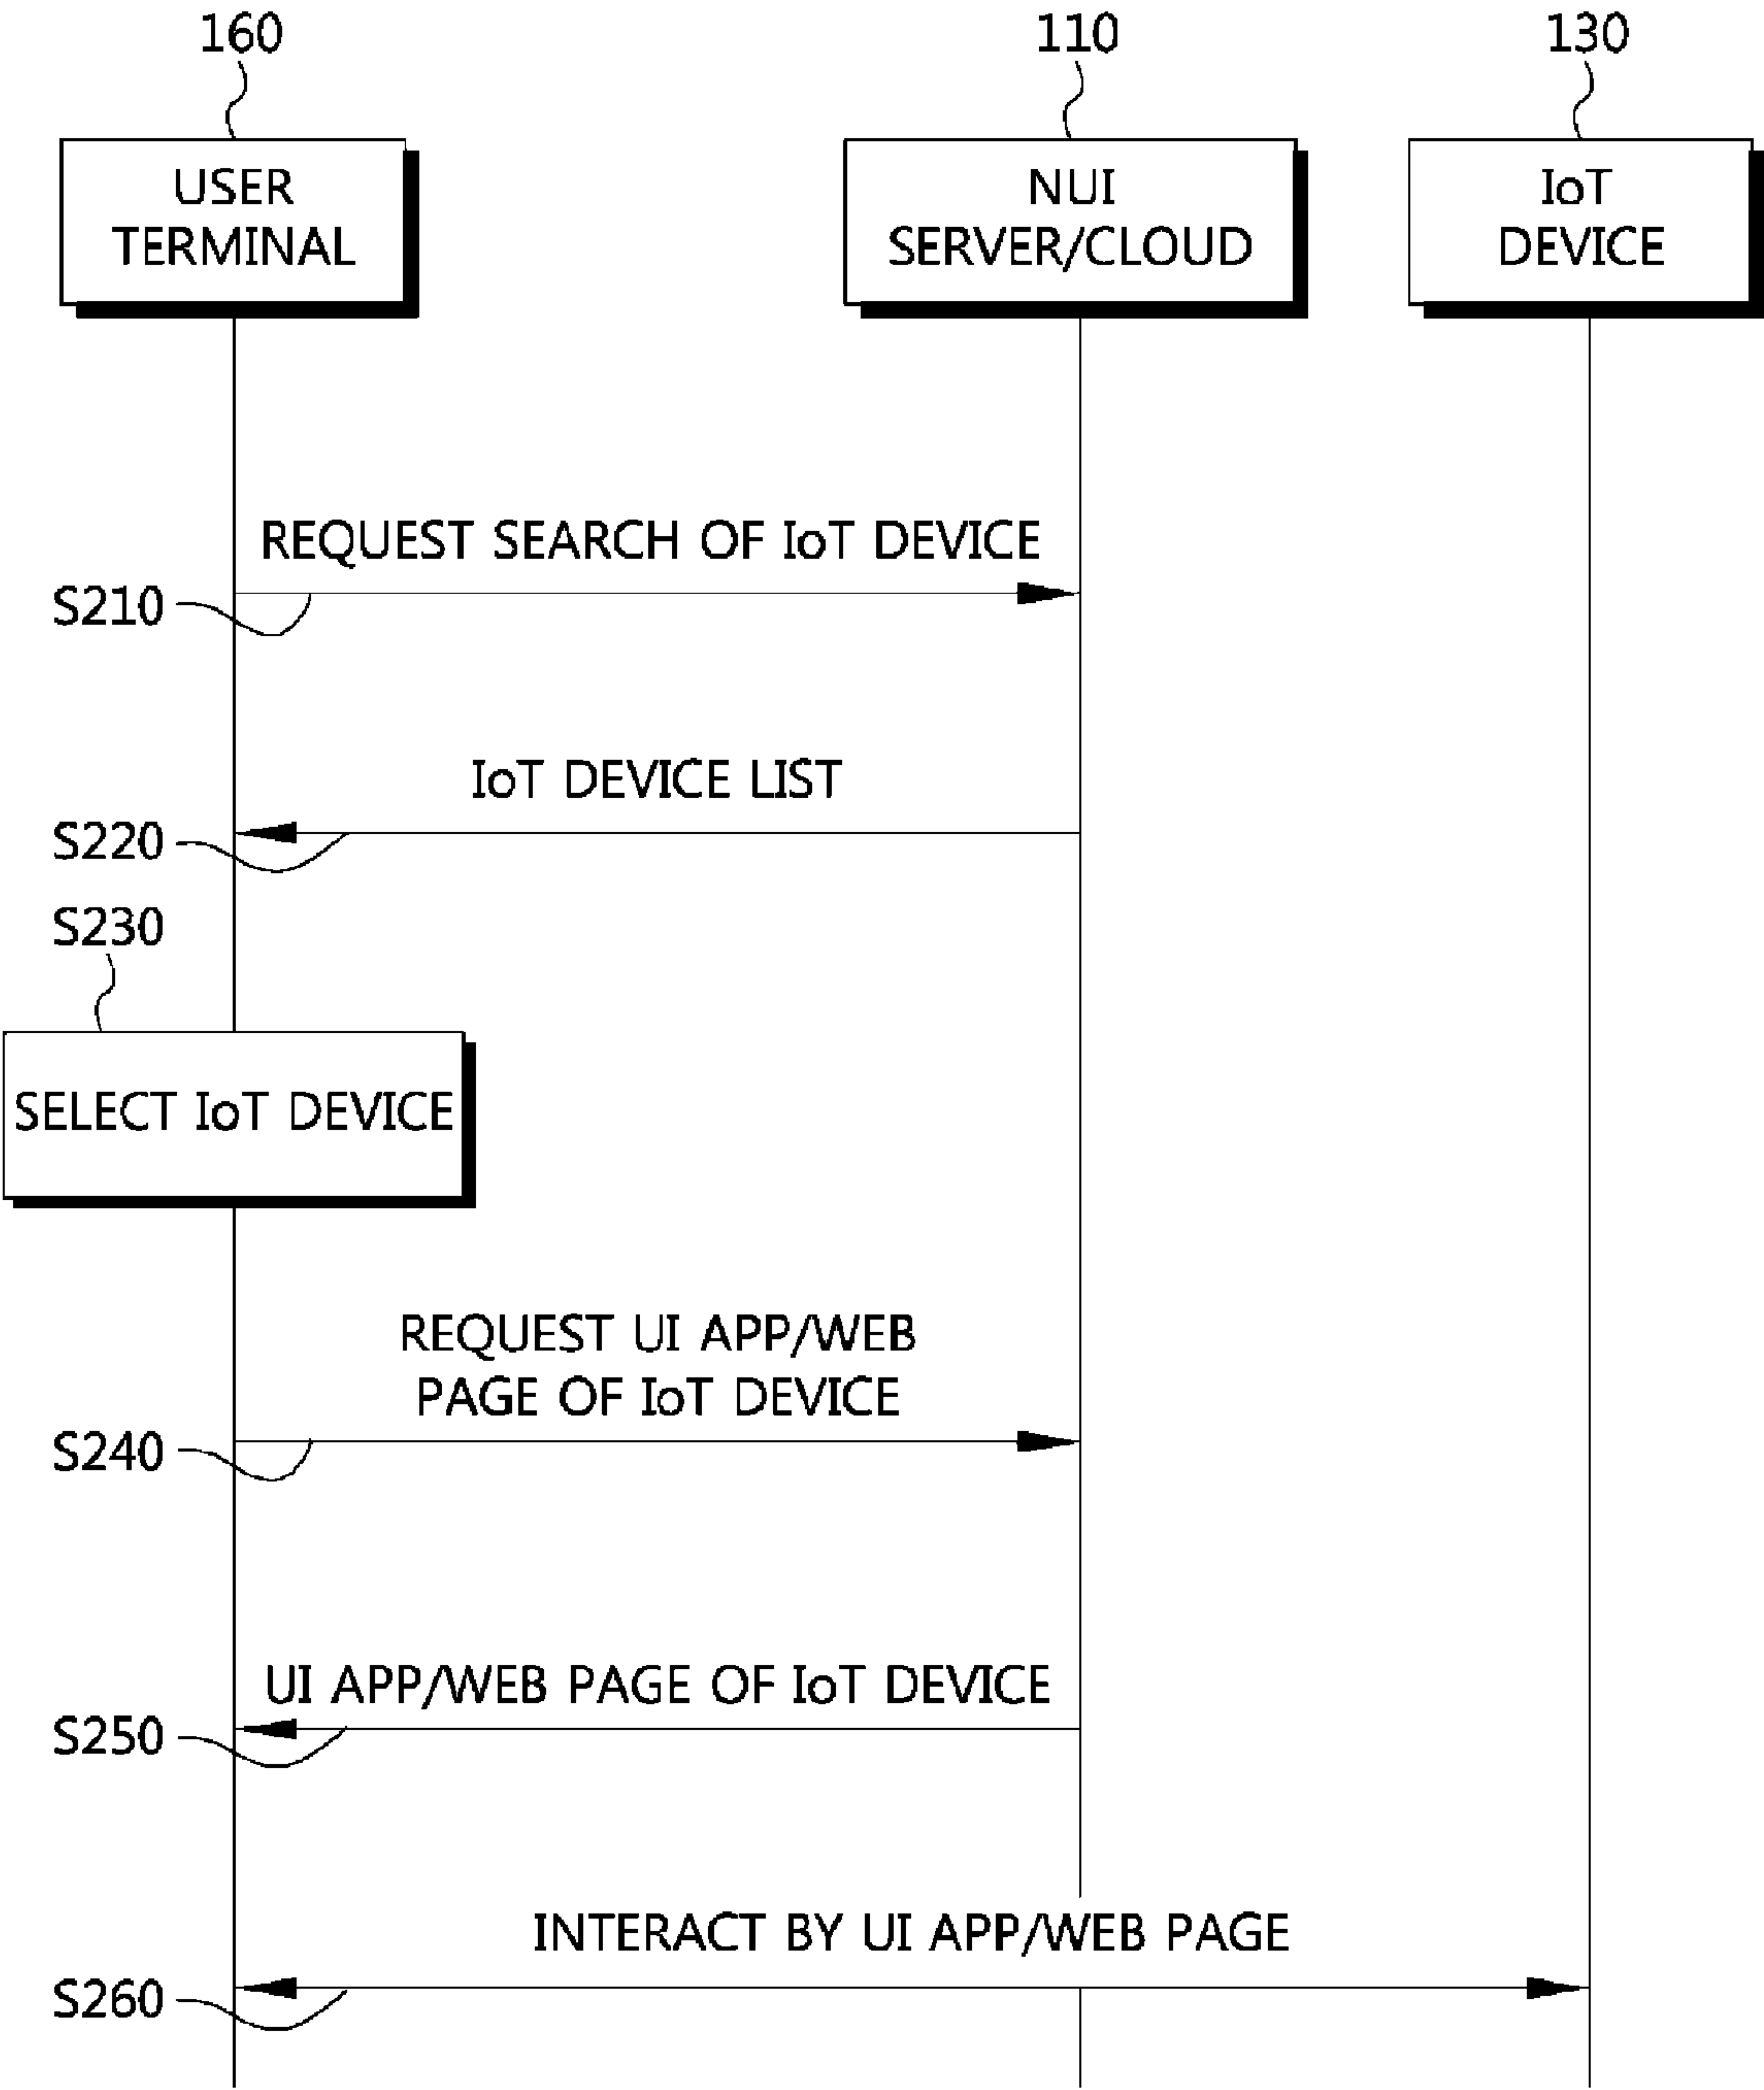 160
110
130
USER
TERMINAL
NUI
SERVER/CLOUD
IoT
DEVICE
REQUEST SEARCH OF IoT DEVICE
S210
IoT DEVICE LIST
S220
S230
SELECT IoT DEVICE
REQUEST UI APP/WEB
PAGE OF IoT DEVICE
S240
UI APP/WEB PAGE OF IoT DEVICE
S250
INTERACT BY UI APP/WEB PAGE
S260